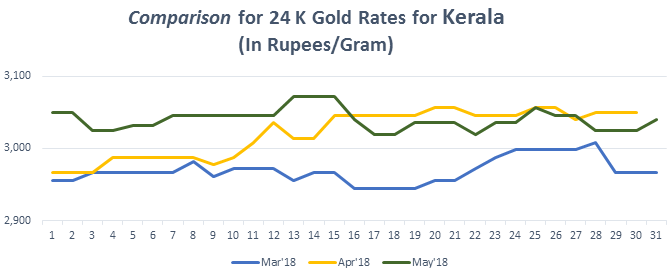 Comparison for 24 K Gold Rates for Kerala
(In Rupees/Gram)
3,100
3,000
2,900
1 2 3 4 5 6 7 8 9 10 11 12 13 14 15 16 17 18 19 20 21 22 23 24 25 26 27 28 29 30 31
Mar'18 Apr'18 May'18